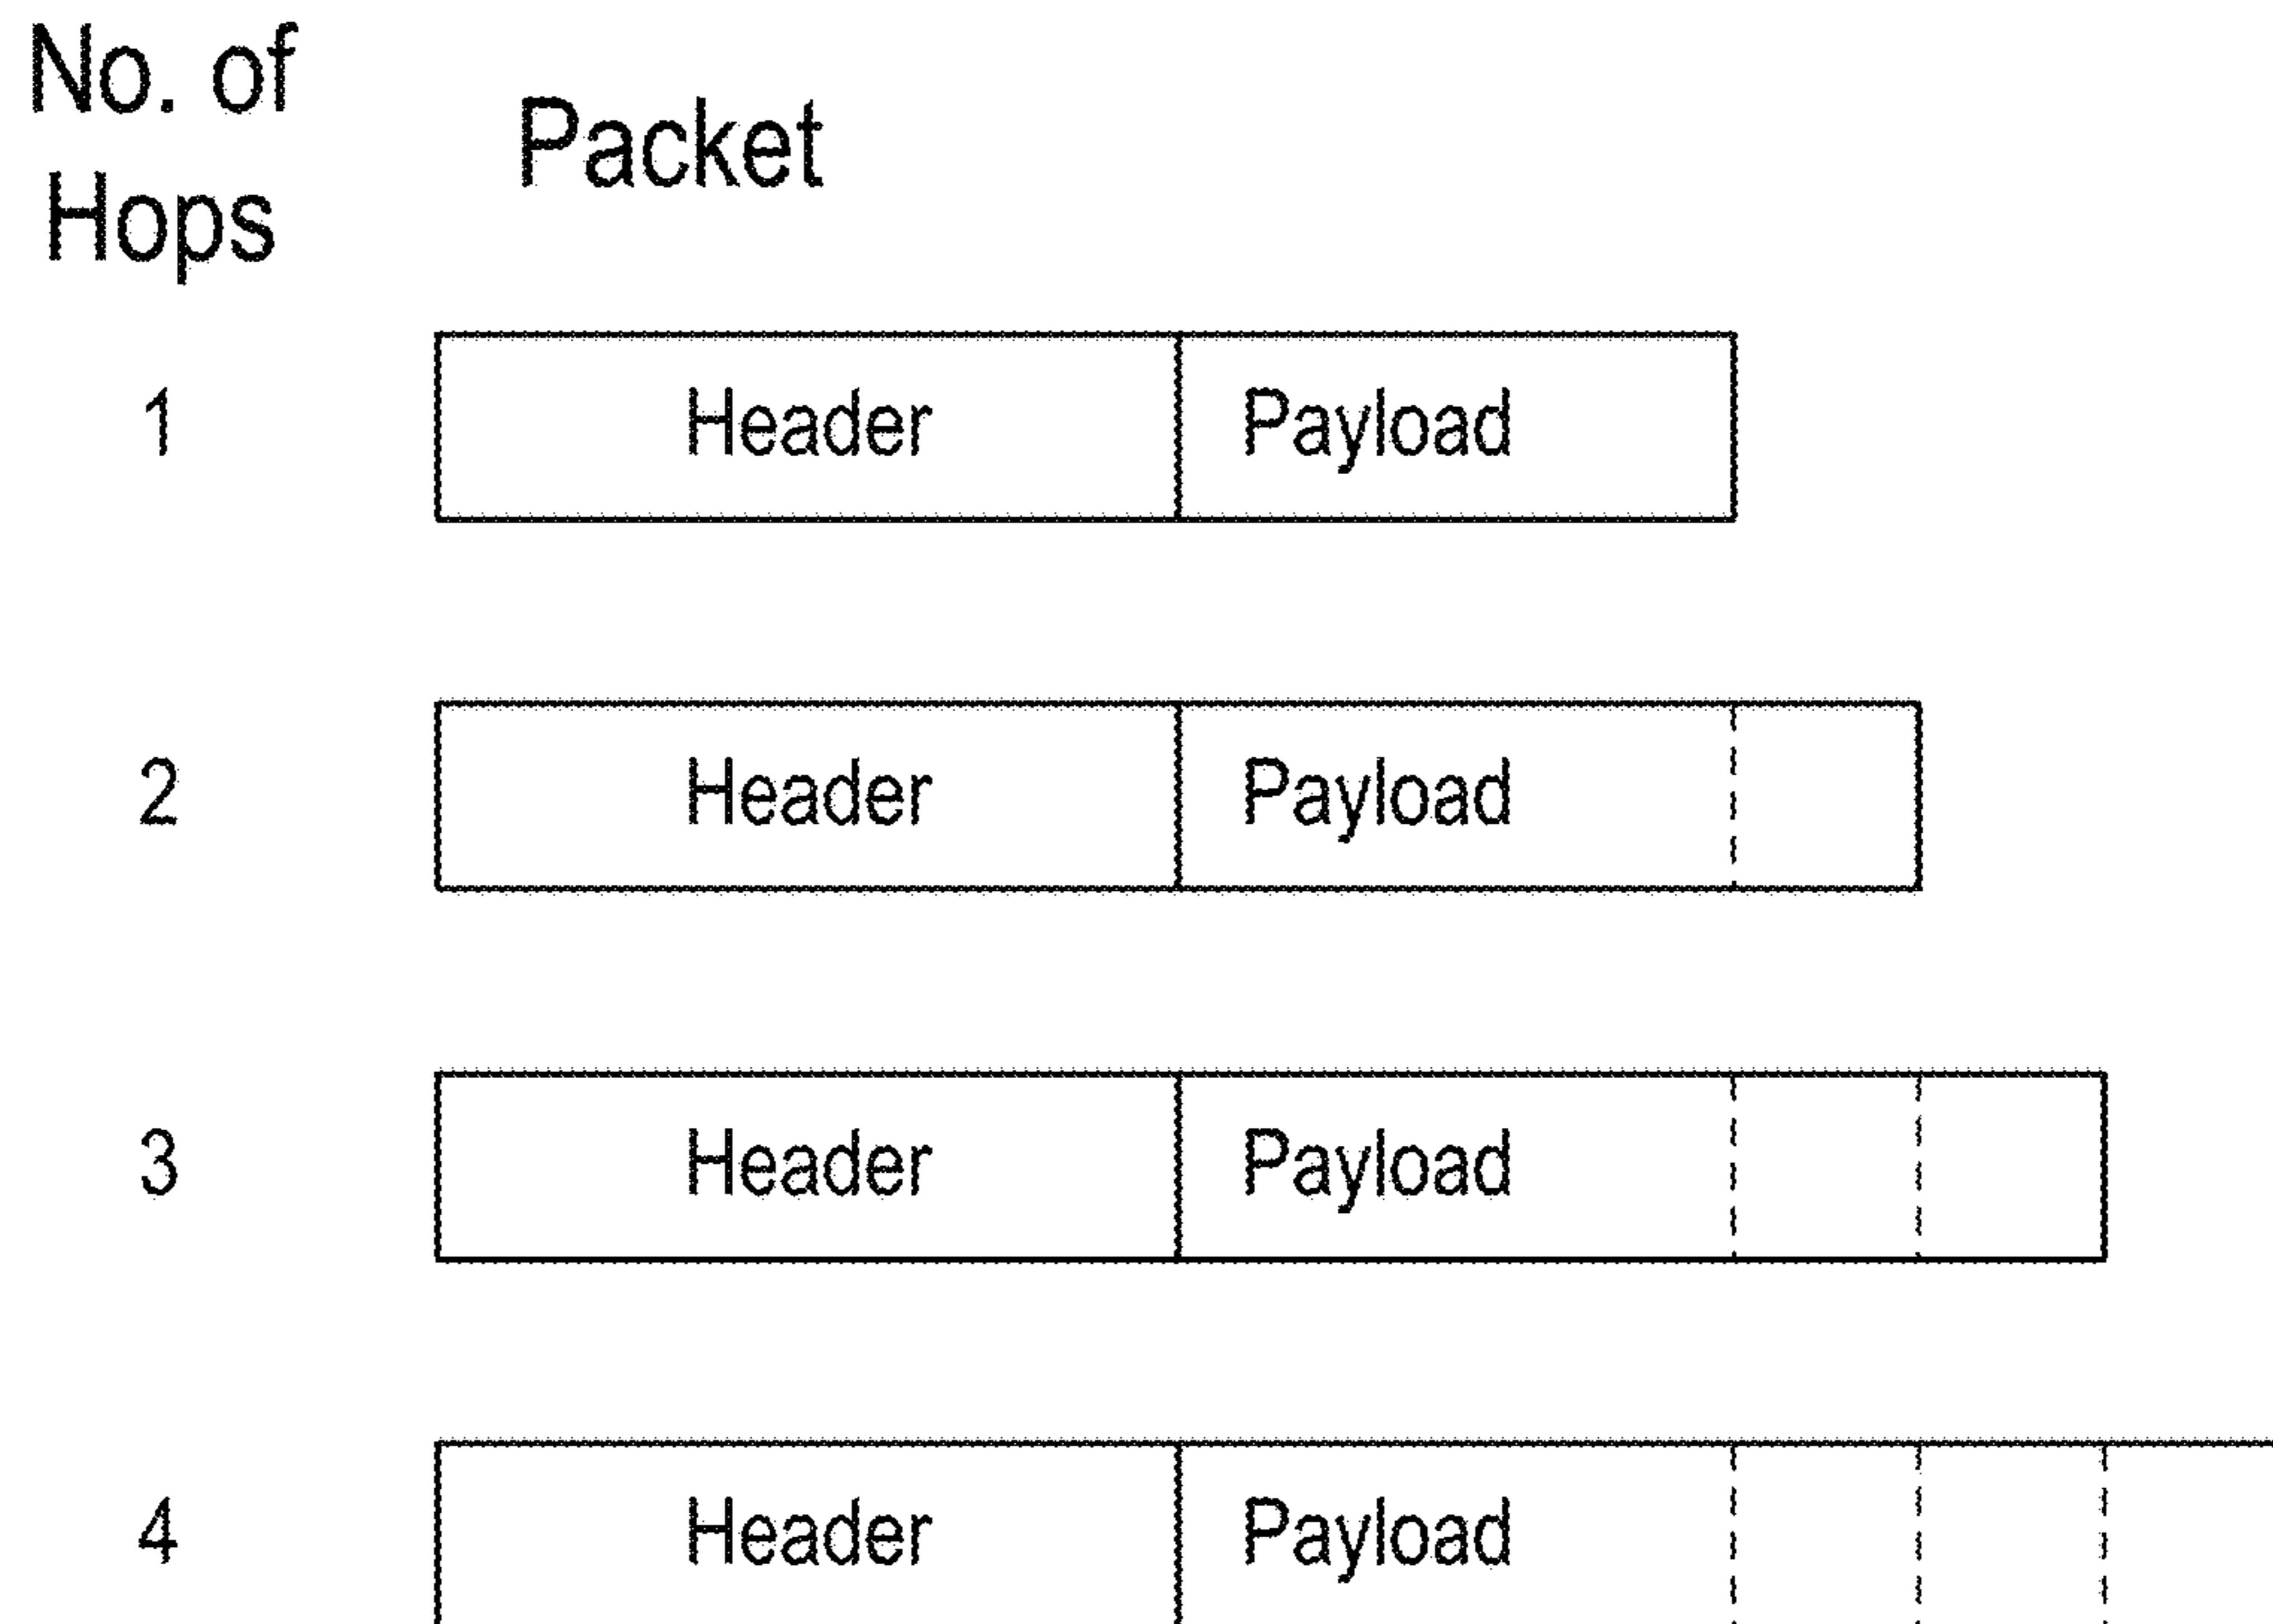 No. of
Hops
Packet
1 Header Payload
2 Header Payload
3 Header Payload
4 Header Payload